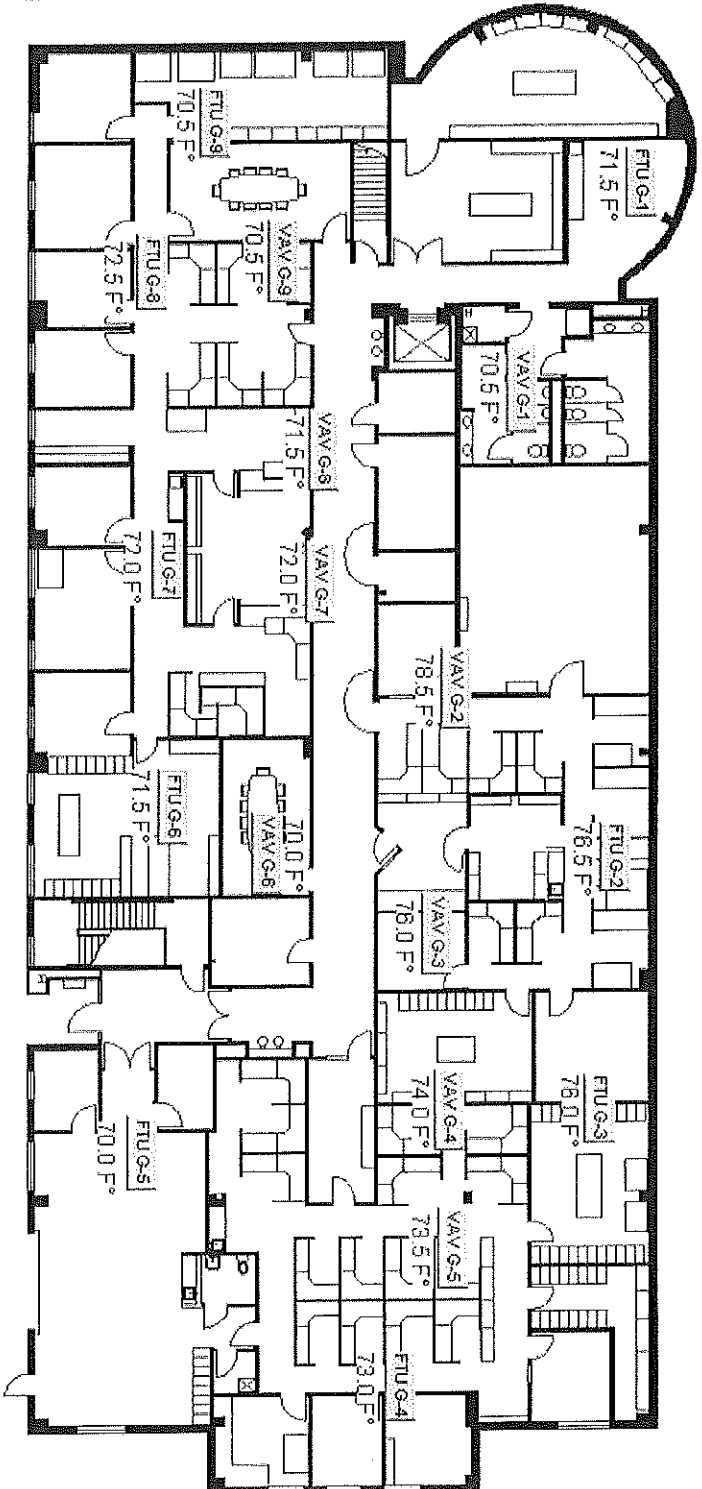 FTU G-1
71.5 F°
FTU G-2
76.5 F°
FTU G-3
76.0 F°
VAV G-1
70.5 F°
VAV G-2
78.5 F°
VAV G-3
76.0 F°
VAV G-4
74.0 F°
VAV G-5
73.5 F°
FTU G-4
73.0 F°
VAV G-9
70.5 F°
VAV G-8
71.5 F°
VAV G-7
72.0 F°
70.0 F°
VAV G-6
FTU G-9
70.5 F°
FTU G-8
72.5 F°
FTU G-7
72.0 F°
FTU G-6
71.5 F°
FTU G-5
70.0 F°